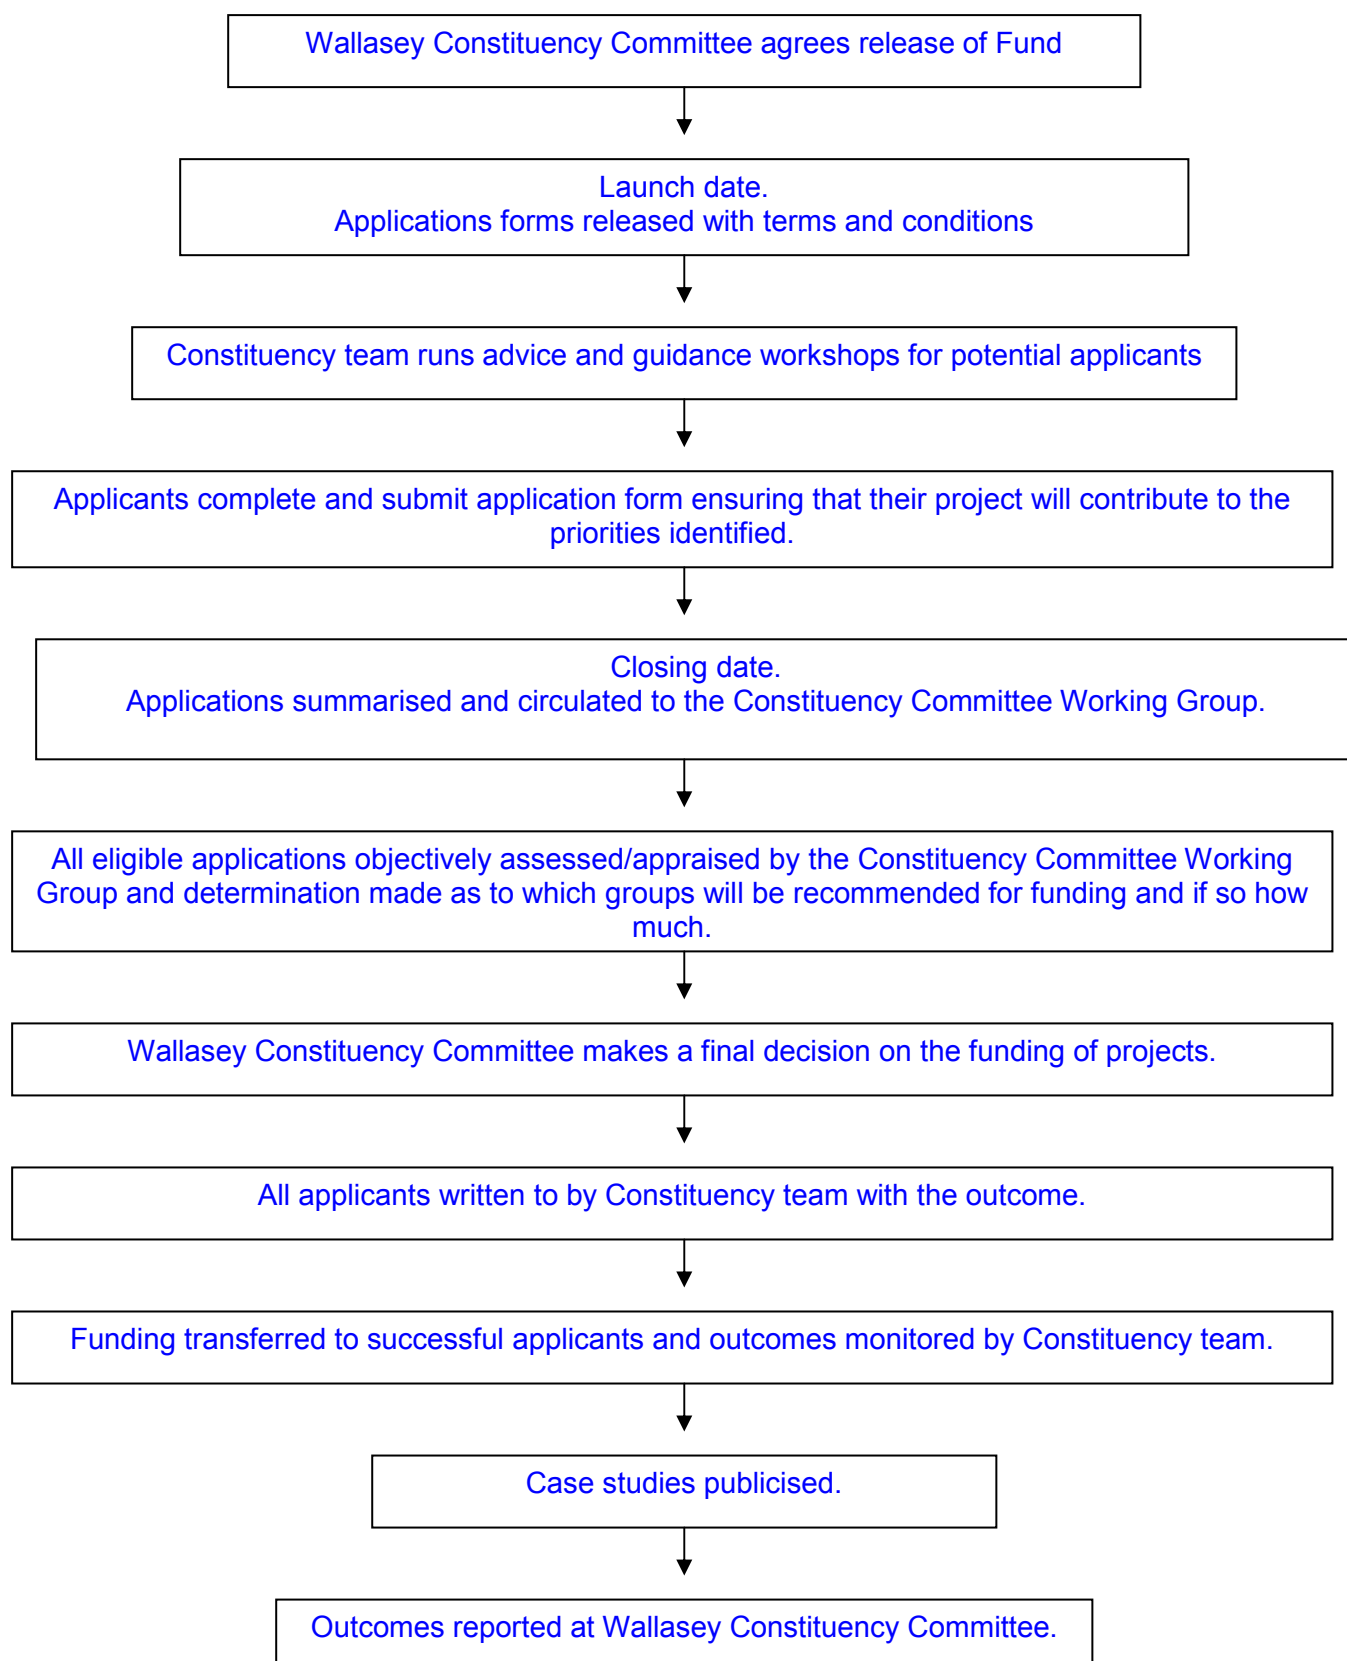 Wallasey Constituency Committee agrees release of Fund
Launch date.
Applications forms released with terms and conditions
Constituency team runs advice and guidance workshops for potential applicants
Applicants complete and submit application form ensuring that their project will contribute to the
priorities identified.
Closing date.
Applications summarised and circulated to the Constituency Committee Working Group.
All eligible applications objectively assessed/appraised by the Constituency Committee Working
Group and determination made as to which groups will be recommended for funding and if so how
much.
Wallasey Constituency Committee makes a final decision on the funding of projects.
All applicants written to by Constituency team with the outcome.
Funding transferred to successful applicants and outcomes monitored by Constituency team.
Case studies publicised.
Outcomes reported at Wallasey Constituency Committee.